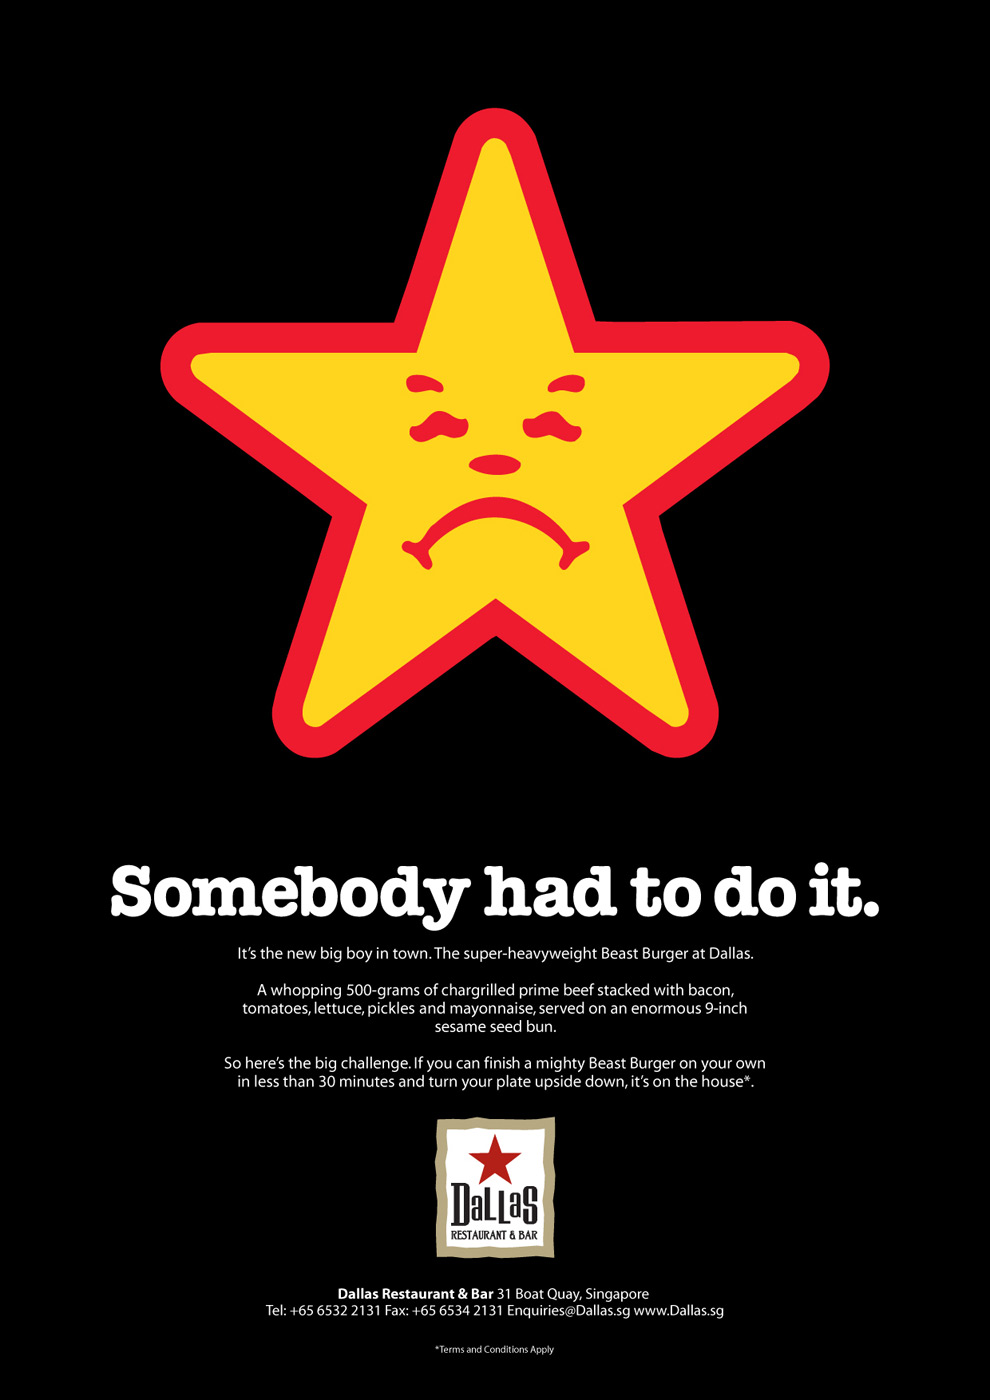 Somebody had to do it.
It’s the new big boy in town. The super-heavyweight Beast Burger at Dallas.
A whopping 500-grams of chargrilled prime beef stacked with bacon,
tomatoes, lettuce, pickles and mayonnaise, served on an enormous 9-inch
sesame seed bun.
So here’s the big challenge. If you can finish a mighty Beast Burger on your own
in less than 30 minutes and turn your plate upside down, it’s on the house*.
DaLLaS
RESTAURANT & BAR
Dallas Restaurant & Bar 31 Boat Quay, Singapore
Tel: +65 6532 2131 Fax: +65 6534 2131 Enquiries@Dallas.sg www.Dallas.sg
*Terms and Conditions Apply